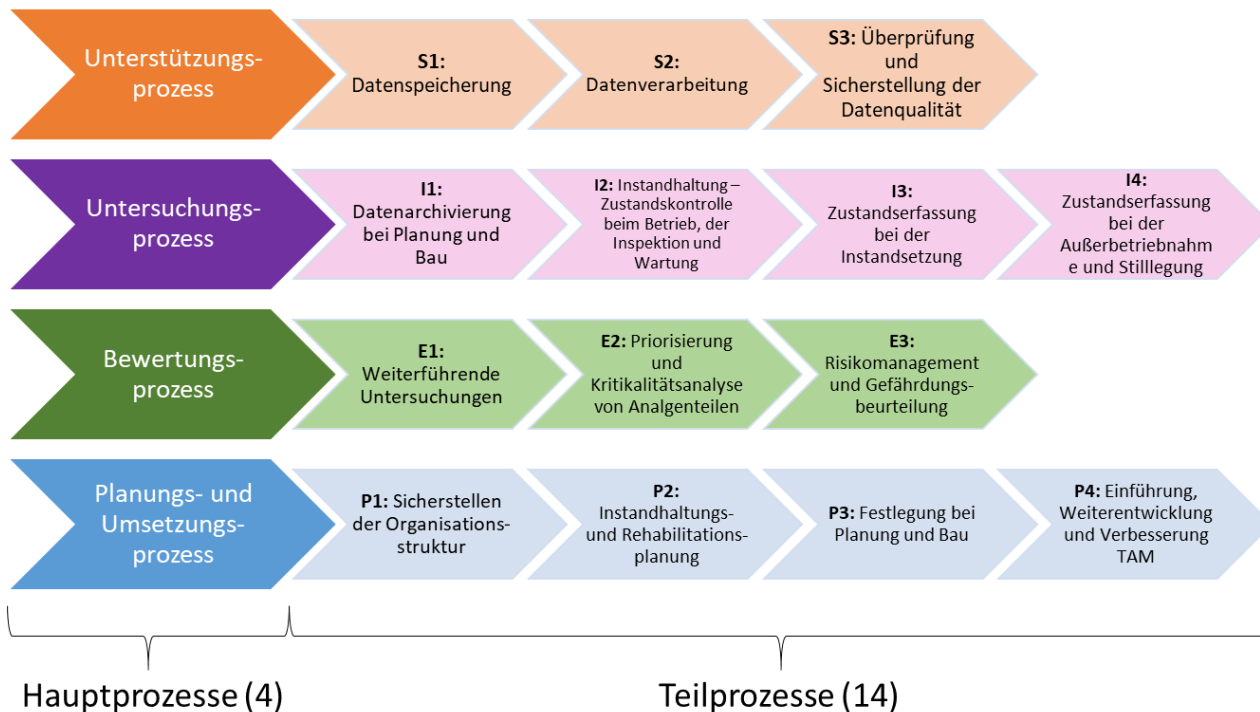 Unterstützungs-
prozess
S1:
Datenspeicherung
S2:
Datenverarbeitung
S3: Überprüfung
und
Sicherstellung der
Datenqualität
Untersuchungs-
prozess
I1:
Datenarchivierung
bei Planung und
Bau
I2: Instandhaltung –
Zustandskontrolle
beim Betrieb, der
Inspektion und
Wartung
I3:
Zustandserfassung
bei der
Instandsetzung
I4:
Zustandserfassung
bei der
Außerbetriebnahm
e und Stilllegung
Bewertungs-
prozess
E1:
Weiterführende
Untersuchungen
E2: Priorisierung
und
Kritikalitätsanalyse
von Analgenteilen
E3:
Risikomanagement
und Gefährdungs-
beurteilung
Planungs- und
Umsetzungs-
prozess
P1: Sicherstellen
der Organisations-
struktur
P2:
Instandhaltungs-
und Rehabilitations-
planung
P3: Festlegung bei
Planung und Bau
P4: Einführung,
Weiterentwicklung
und Verbesserung
TAM
Hauptprozesse (4)
Teilprozesse (14)